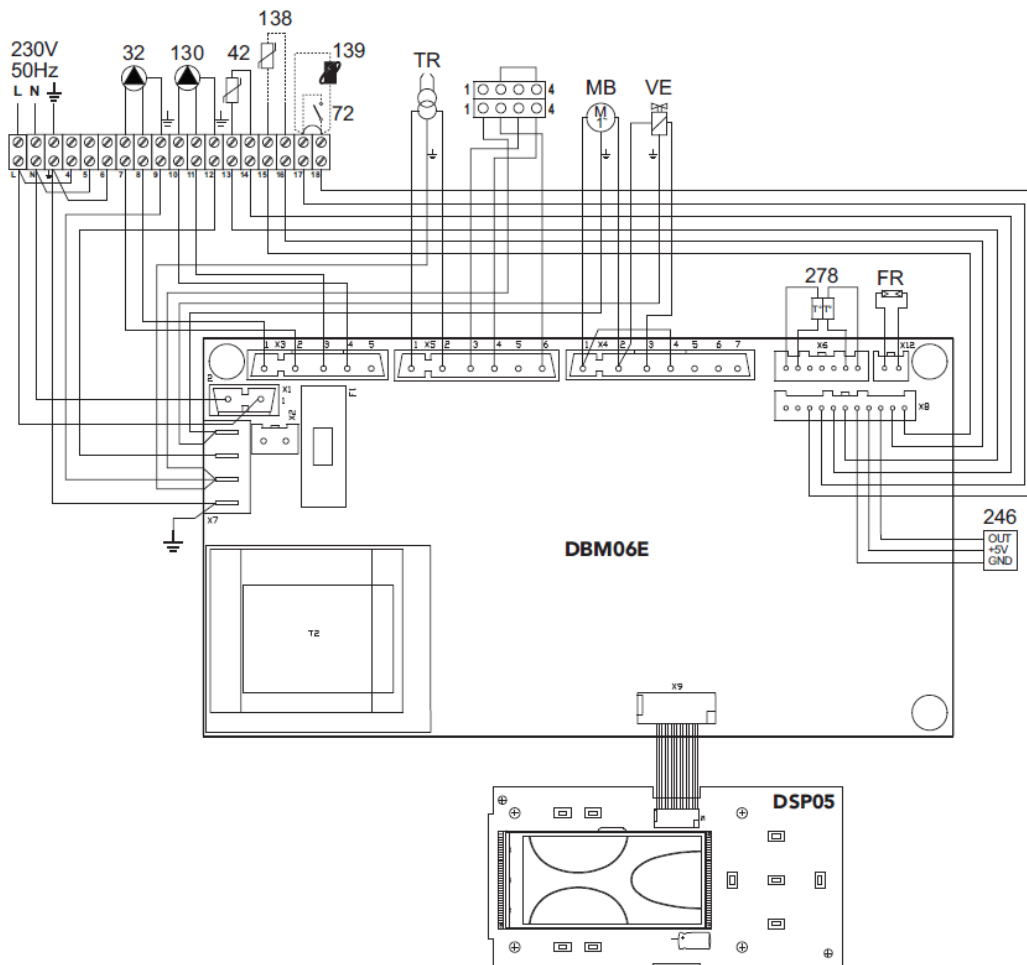 138
230V 32 130 42 139 TR MB VE
50Hz
L N 72
1 4
1 4
M
1~
L N 4 5 6 7 8 9 10 11 12 13 14 15 16 17 18
278 FR
T° T°
1 X3 2 3 4 5 1 X5 2 3 4 5 6 1 X4 2 3 4 5 6 7 X6 X12
2 X1
1
X2 F1 X8
X7
246
OUT
+5V
GND
DBM06E
T2
X9
DSP05